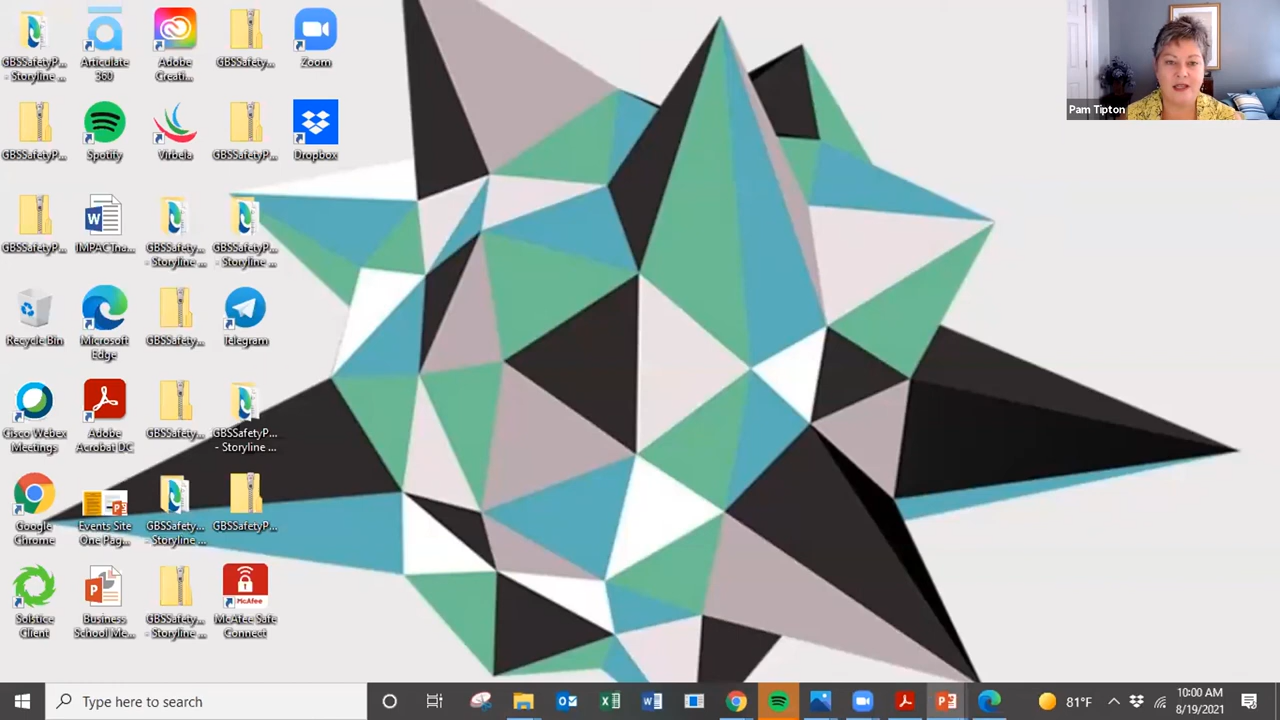 GBSSafetyP...
- Storyline ...
Articulate
360
Adobe
Creati...
GBSSafety...
Zoom
Pam Tipton
GBSSafetyP...
Spotify
Virbela
GBSSafetyP...
Dropbox
GBSSafetyP...
IMPACTna...
GBSSafety...
- Storyline ...
GBSSafetyP...
- Storyline ...
Recycle Bin
Microsoft
Edge
GBSSafety...
Telegram
Cisco Webex
Meetings
Adobe
Acrobat DC
GBSSafety...
GBSSafetyP...
- Storyline ...
Google
Chrome
Events Site
One Pag...
GBSSafety...
- Storyline ...
GBSSafetyP...
McAfee
Solstice
Client
Business
School Me...
GBSSafety...
- Storyline ...
McAfee Safe
Connect
Type here to search
81°F
10:00 AM
8/19/2021